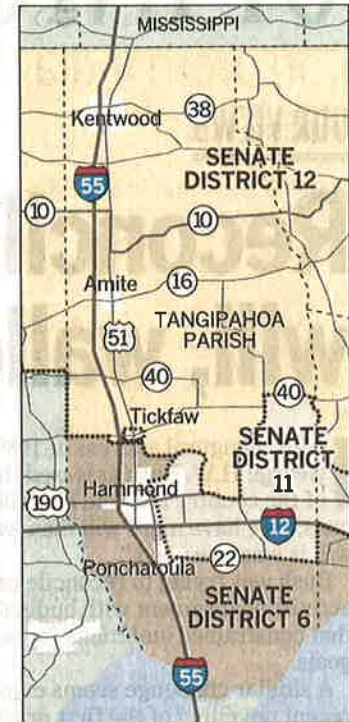 MISSISSIPPI
38
Kentwood
SENATE
DISTRICT 12
55
10
10
16
Amite
TANGIPAHOA
PARISH
51
40
40
Tickfaw
SENATE
DISTRICT
11
190
Hammond
12
22
Ponchatoula
SENATE
DISTRICT 6
55